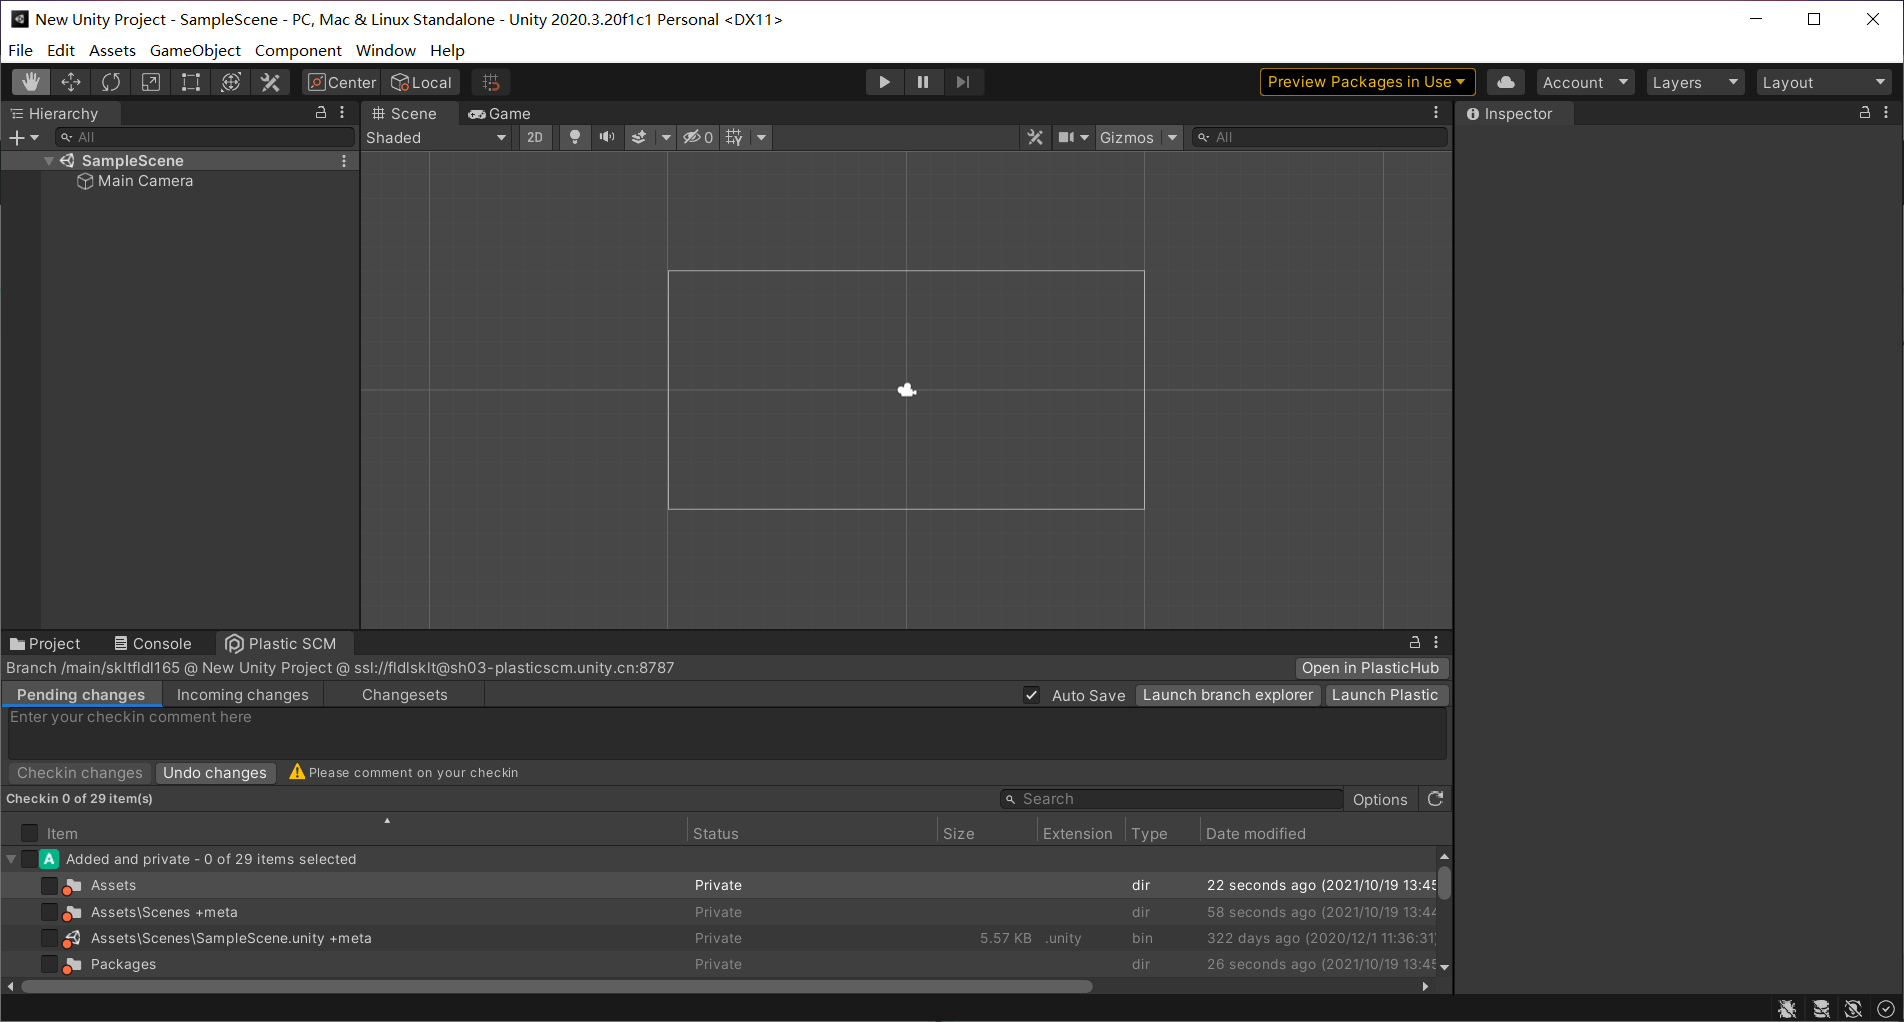 New Unity Project - SampleScene - PC, Mac & Linux Standalone - Unity 2020.3.20f1c1 Personal <DX11>
File Edit Assets GameObject Component Window Help
Center Local Preview Packages in Use Account Layers Layout
Hierarchy Scene Game Inspector
All Shaded 2D 0 Gizmos All
SampleScene
Main Camera
Project Console Plastic SCM
Branch /main/skltfldl165 @ New Unity Project @ ssl://fldlsklt@sh03-plasticscm.unity.cn:8787 Open in PlasticHub
Pending changes Incoming changes Changesets Auto Save Launch branch explorer Launch Plastic
Enter your checkin comment here
Checkin changes Undo changes Please comment on your checkin
Checkin 0 of 29 item(s) Search Options
Item Status Size Extension Type Date modified
A Added and private - 0 of 29 items selected
Assets Private dir 22 seconds ago (2021/10/19 13:45
Assets\Scenes +meta Private dir 58 seconds ago (2021/10/19 13:44
Assets\Scenes\SampleScene.unity +meta Private 5.57 KB .unity bin 322 days ago (2020/12/1 11:36:31)
Packages Private dir 26 seconds ago (2021/10/19 13:45